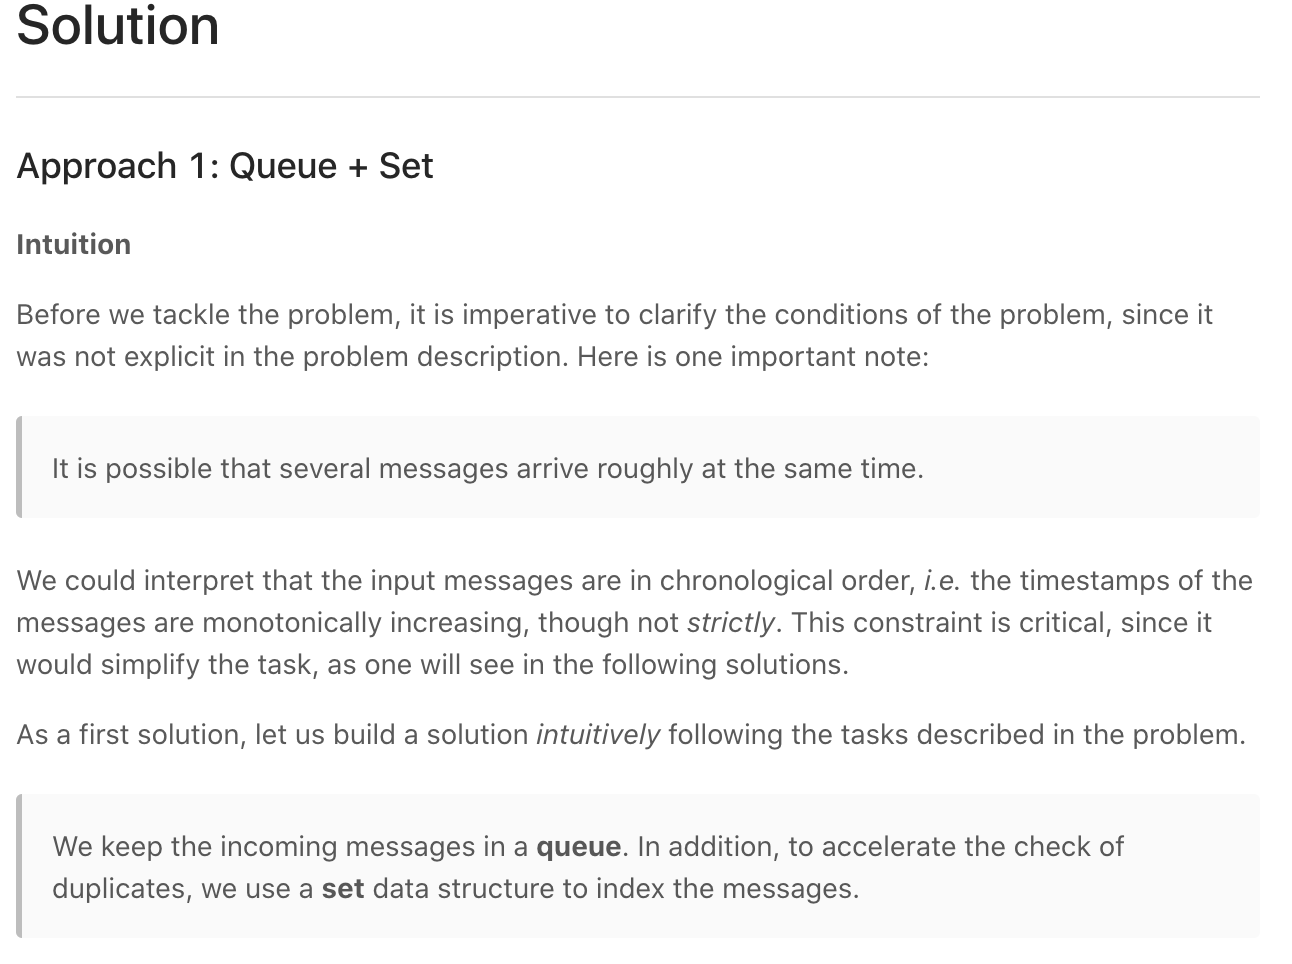 Solution
Approach 1: Queue + Set
Intuition
Before we tackle the problem, it is imperative to clarify the conditions of the problem, since it
was not explicit in the problem description. Here is one important note:
It is possible that several messages arrive roughly at the same time.
We could interpret that the input messages are in chronological order, i.e. the timestamps of the
messages are monotonically increasing, though not strictly. This constraint is critical, since it
would simplify the task, as one will see in the following solutions.
As a first solution, let us build a solution intuitively following the tasks described in the problem.
We keep the incoming messages in a queue. In addition, to accelerate the check of
duplicates, we use a set data structure to index the messages.